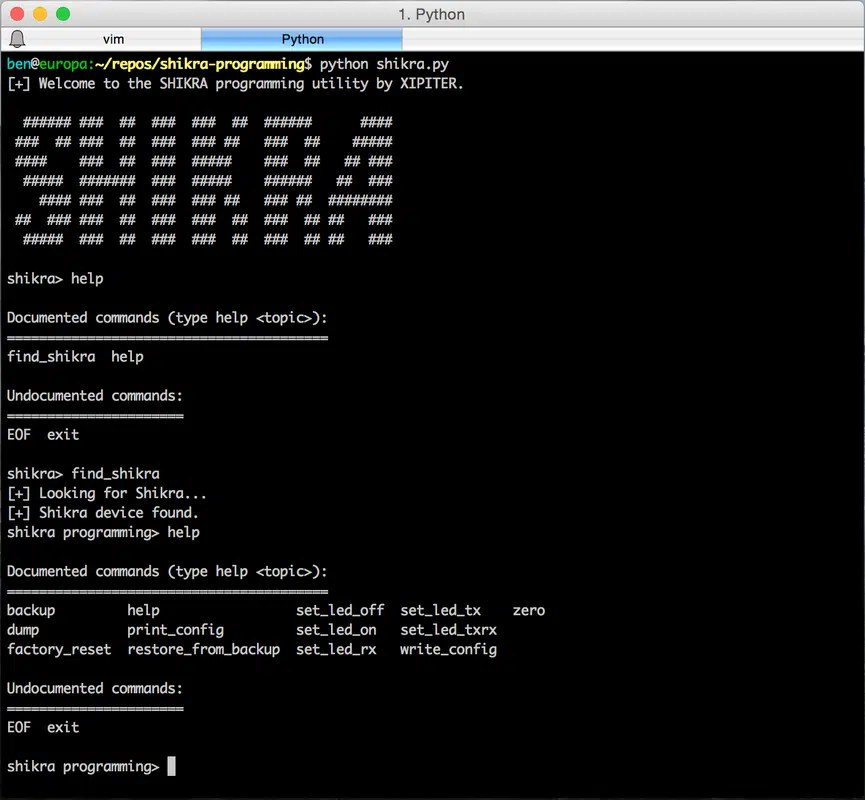 1. Python
vim
Python
ben@europa:~/repos/shikra-programming$ python shikra.py
[+] Welcome to the SHIKRA programming utility by XIPITER.
 ###### ###  ##  ###  ###  ##  ######      ####
###  ## ###  ##  ###  ### ##   ###  ##    #####
####    ###  ##  ###  #####    ###  ##   ## ###
 #####  #######  ###  #####    ######   ##  ###
   #### ###  ##  ###  ### ##   ### ##  ########
##  ### ###  ##  ###  ###  ##  ###  ## ##   ###
 #####  ###  ##  ###  ###  ##  ###  ## ##   ###
shikra> help
Documented commands (type help <topic>):
========================================
find_shikra  help
Undocumented commands:
======================
EOF  exit
shikra> find_shikra
[+] Looking for Shikra...
[+] Shikra device found.
shikra programming> help
Documented commands (type help <topic>):
========================================
backup         help                 set_led_off  set_led_tx    zero
dump           print_config         set_led_on   set_led_txrx
factory_reset  restore_from_backup  set_led_rx   write_config
Undocumented commands:
======================
EOF  exit
shikra programming>